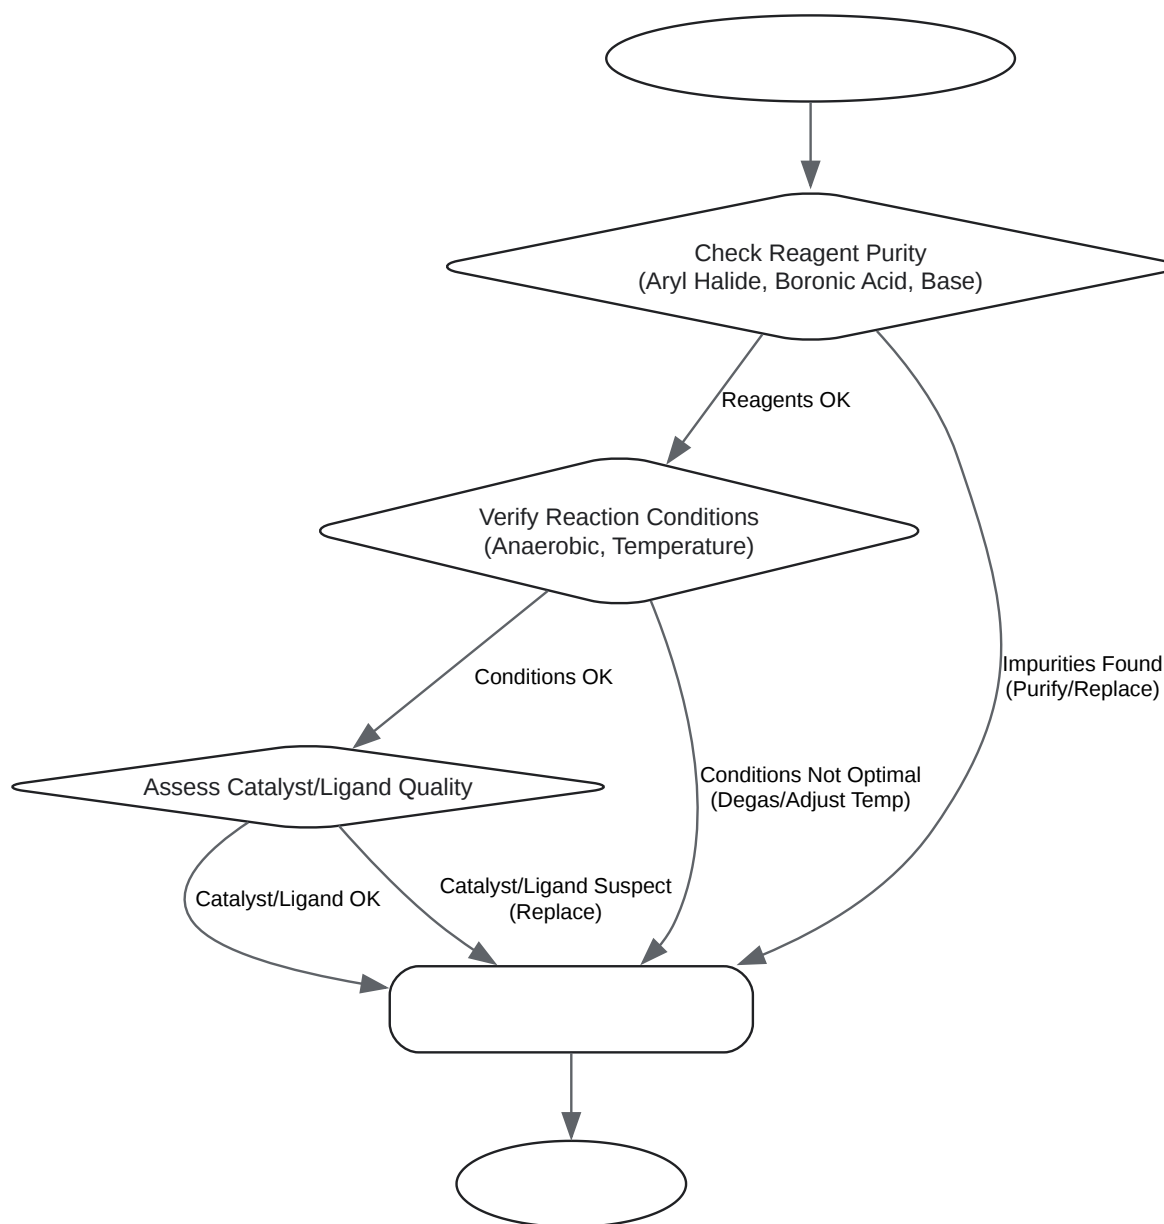 Check Reagent Purity
(Aryl Halide, Boronic Acid, Base)
Reagents OK
Verify Reaction Conditions
(Anaerobic, Temperature)
Conditions OK
Impurities Found
(Purify/Replace)
Assess Catalyst/Ligand Quality
Conditions Not Optimal
(Degas/Adjust Temp)
Catalyst/Ligand OK
Catalyst/Ligand Suspect
(Replace)